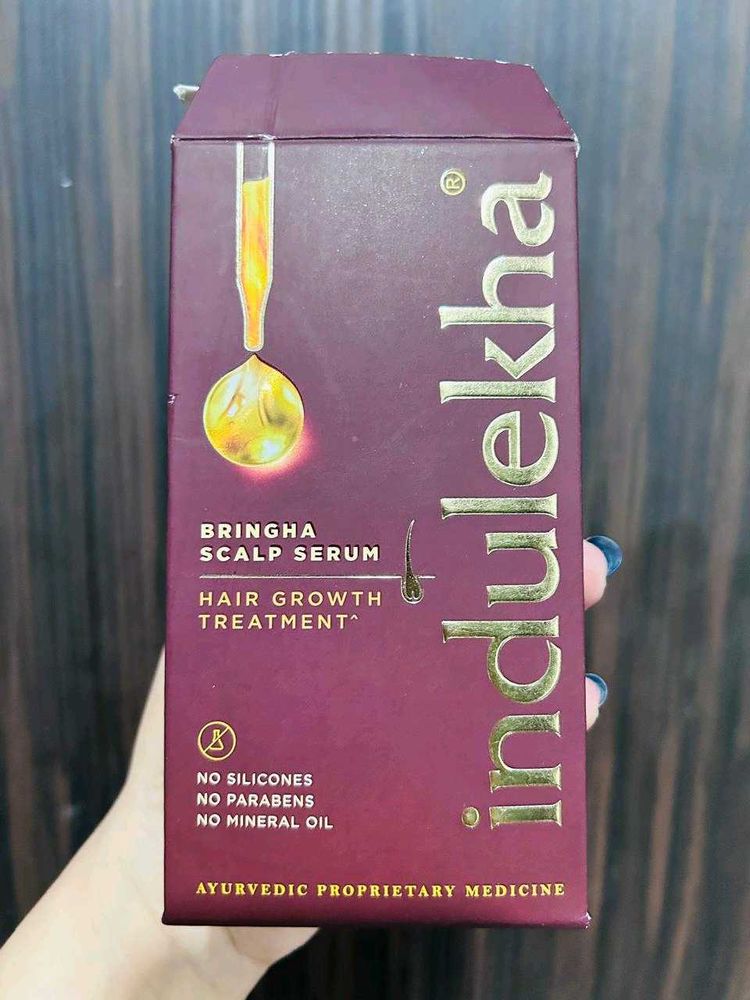 indulekha®
BRINGHA
SCALP SERUM
HAIR GROWTH
TREATMENT^
NO SILICONES
NO PARABENS
NO MINERAL OIL
AYURVEDIC PROPRIETARY MEDICINE